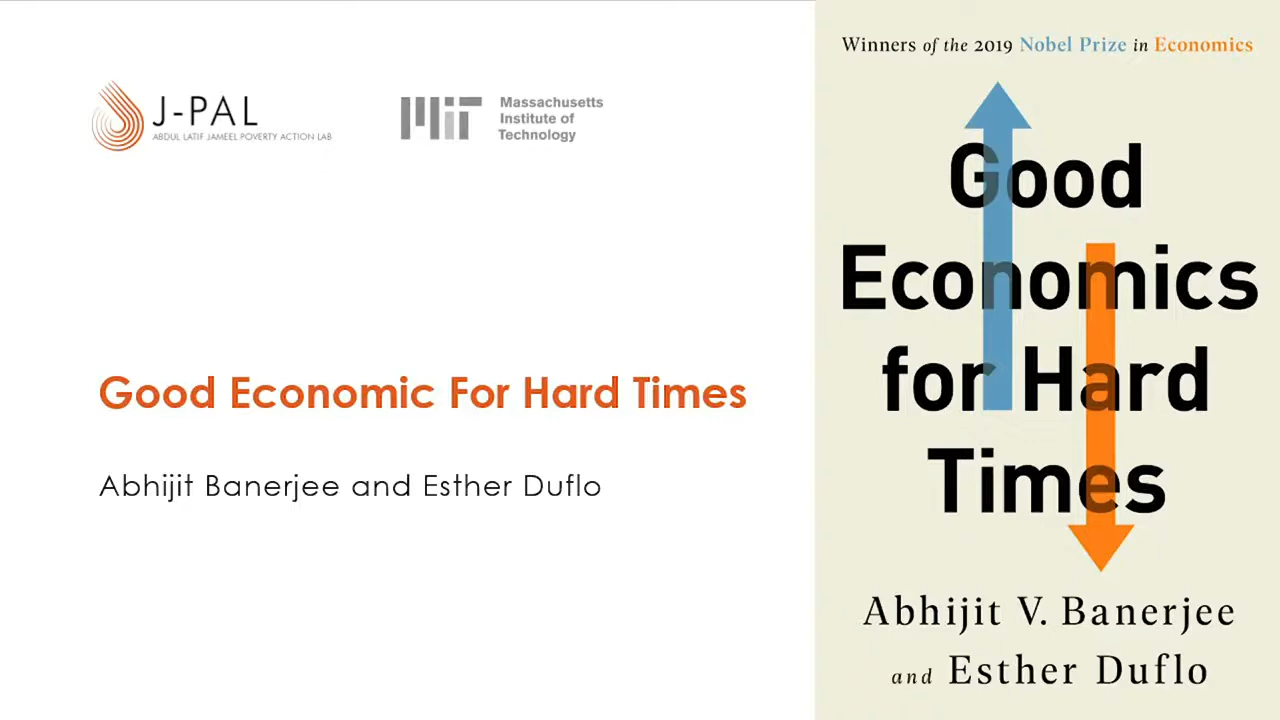 J-PAL
ABDUL LATIF JAMEEL POVERTY ACTION LAB
MIT
Massachusetts
Institute of
Technology
Good Economic For Hard Times
Abhijit Banerjee and Esther Duflo
Winners of the 2019 Nobel Prize in Economics
Good
Economics
for Hard
Times
Abhijit V. Banerjee
and Esther Duflo